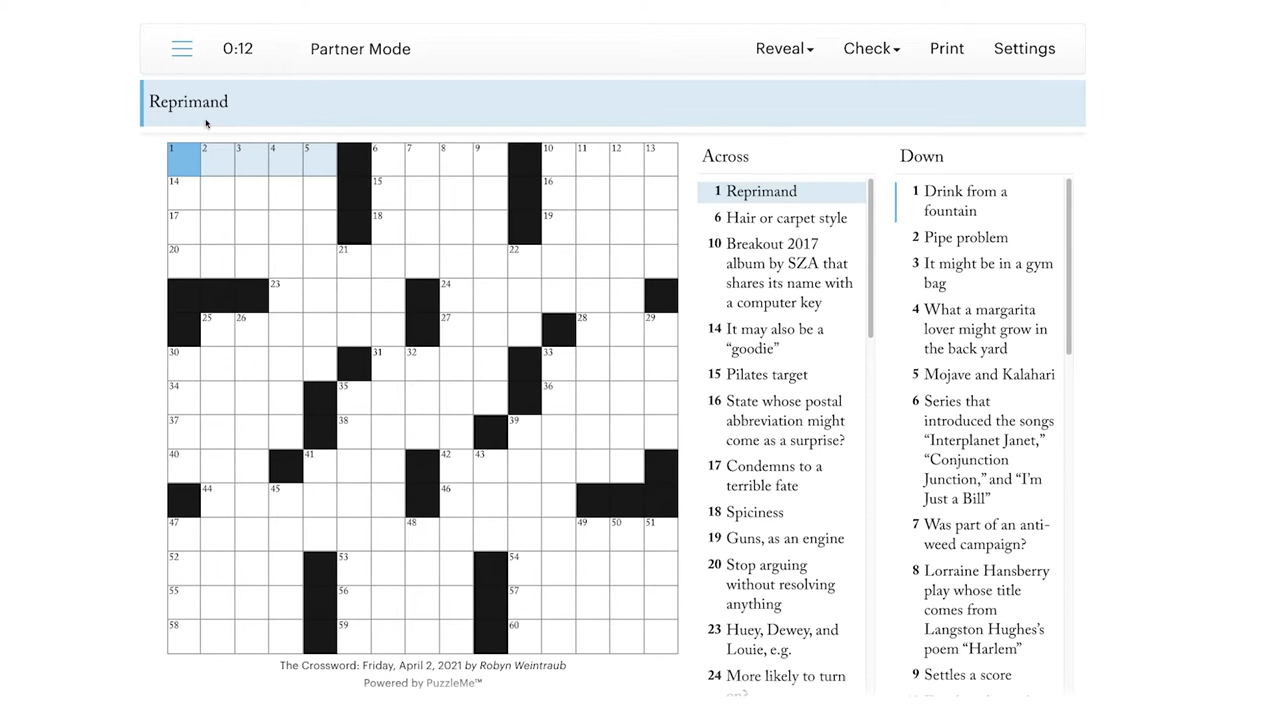 0:12 Partner Mode Reveal Check Print Settings
Reprimand
1 2 3 4 5 6 7 8 9 10 11 12 13
14 15 16
17 18 19
20 21 22
23 24
25 26 27 28 29
30 31 32 33
34 35 36
37 38 39
40 41 42 43
44 45 46
47 48 49 50 51
52 53 54
55 56 57
58 59 60
The Crossword: Friday, April 2, 2021 by Robyn Weintraub
Powered by PuzzleMe™
Across
1 Reprimand
6 Hair or carpet style
10 Breakout 2017
album by SZA that
shares its name with
a computer key
14 It may also be a
“goodie”
15 Pilates target
16 State whose postal
abbreviation might
come as a surprise?
17 Condemns to a
terrible fate
18 Spiciness
19 Guns, as an engine
20 Stop arguing
without resolving
anything
23 Huey, Dewey, and
Louie, e.g.
24 More likely to turn
Down
1 Drink from a
fountain
2 Pipe problem
3 It might be in a gym
bag
4 What a margarita
lover might grow in
the back yard
5 Mojave and Kalahari
6 Series that
introduced the songs
“Interplanet Janet,”
“Conjunction
Junction,” and “I’m
Just a Bill”
7 Was part of an anti-
weed campaign?
8 Lorraine Hansberry
play whose title
comes from
Langston Hughes’s
poem “Harlem”
9 Settles a score